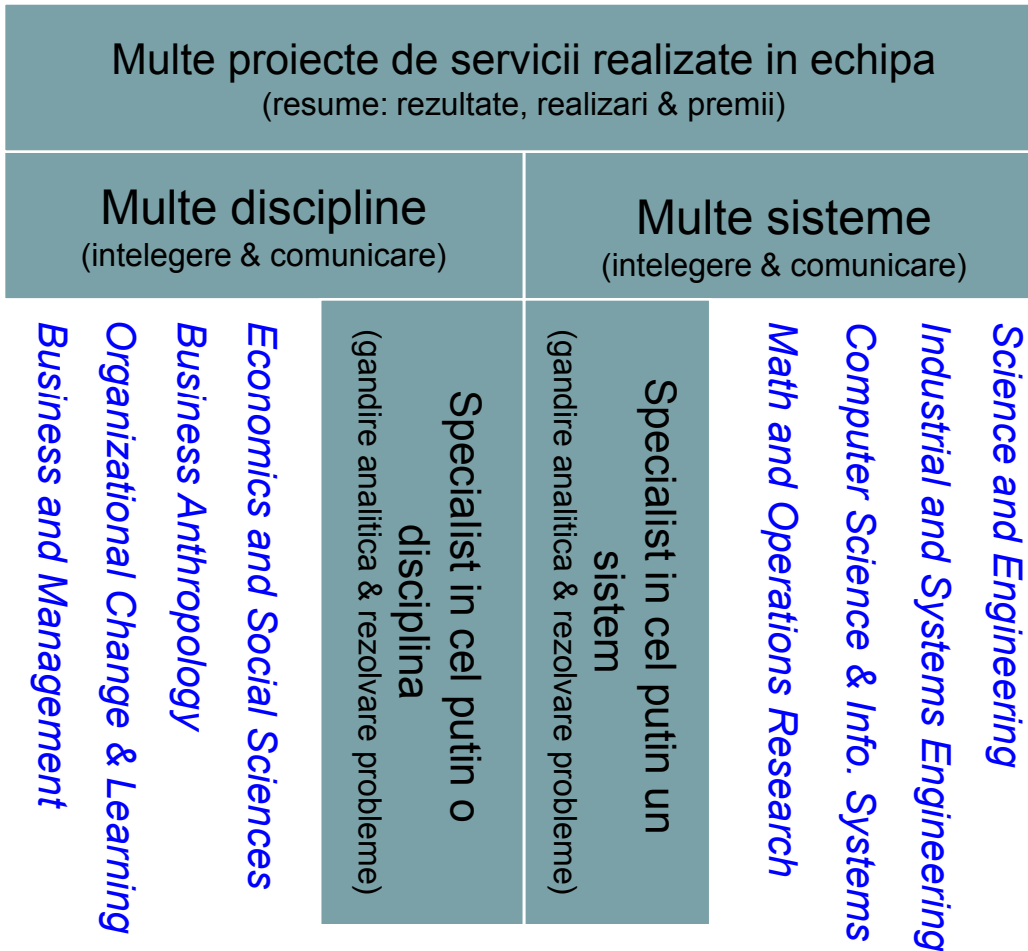 Multe proiecte de servicii realizate in echipa
(resume: rezultate, realizari & premii)
Multe discipline
(intelegere & comunicare)
Multe sisteme
(intelegere & comunicare)
Business and Management
Organizational Change & Learning
Business Anthropology
Economics and Social Sciences
Specialist in cel putin o
disciplina
(gandire analitica & rezolvare probleme)
Specialist in cel putin un
sistem
(gandire analitica & rezolvare probleme)
Math and Operations Research
Computer Science & Info. Systems
Industrial and Systems Engineering
Science and Engineering